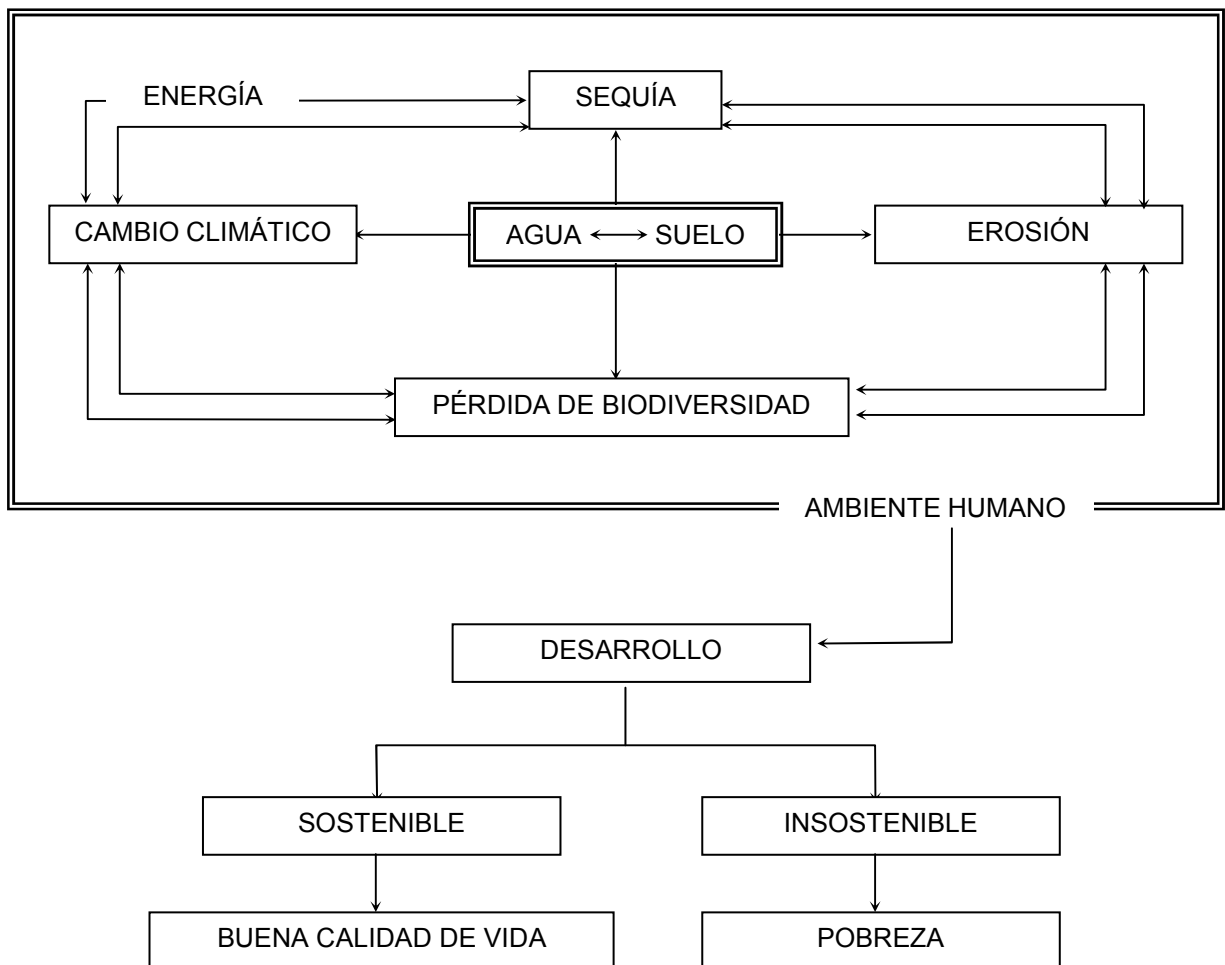 ENERGÍA
SEQUÍA
CAMBIO CLIMÁTICO
AGUA SUELO
EROSIÓN
PÉRDIDA DE BIODIVERSIDAD
AMBIENTE HUMANO
DESARROLLO
SOSTENIBLE
INSOSTENIBLE
BUENA CALIDAD DE VIDA
POBREZA